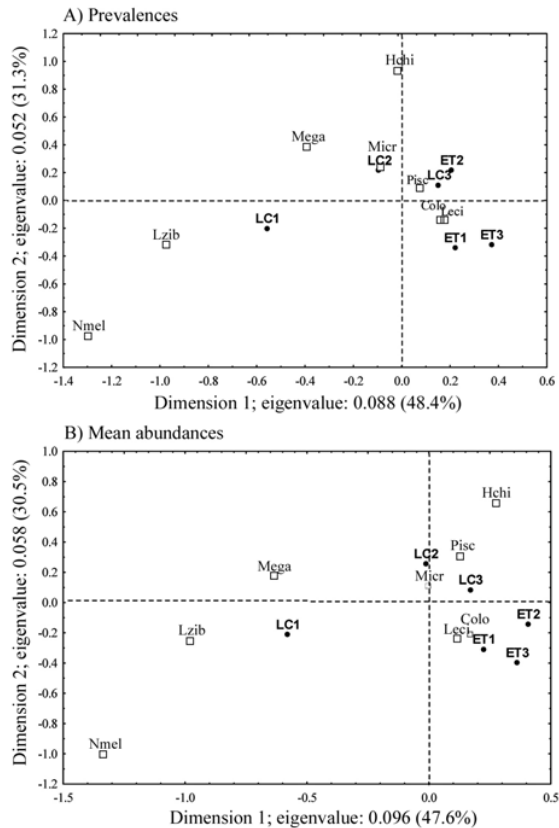 A) Prevalences
Dimension 2; eigenvalue: 0.052 (31.3%)
1.2
1.0
0.8
0.6
0.4
0.2
0.0
-0.2
-0.4
-0.6
-0.8
-1.0
-1.2
Hchi
Mega
Micr
LC2
ET2
LC3
Pisc
Colo
Leci
LC1
ET1
ET3
Lzib
Nmel
-1.4 -1.2 -1.0 -0.8 -0.6 -0.4 -0.2 0.0 0.2 0.4 0.6
Dimension 1; eigenvalue: 0.088 (48.4%)
B) Mean abundances
Dimension 2; eigenvalue: 0.058 (30.5%)
1.0
0.8
0.6
0.4
0.2
0.0
-0.2
-0.4
-0.6
-0.8
-1.0
-1.2
Hchi
LC2
Pisc
Mega
Micr
LC3
Colo
ET2
Leci
LC1
ET1
Lzib
ET3
Nmel
-1.5 -1.0 -0.5 0.0 0.5
Dimension 1; eigenvalue: 0.096 (47.6%)